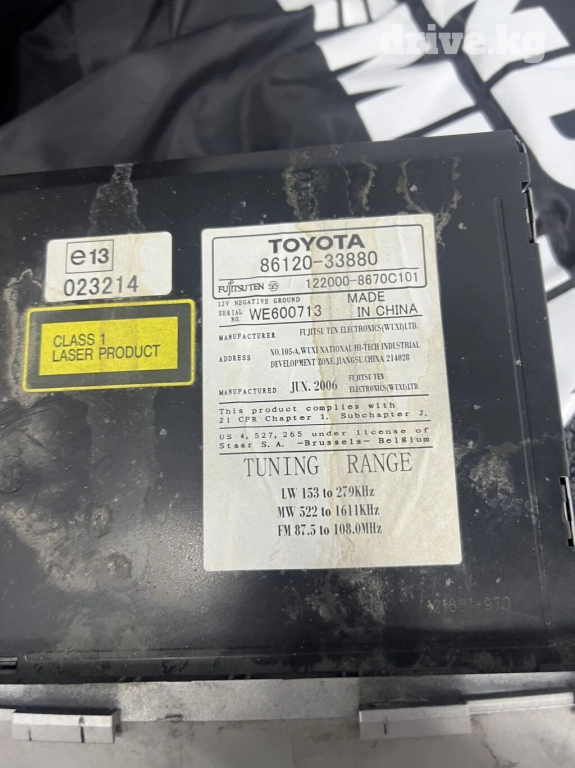 drive.kg
e13
023214
CLASS 1
LASER PRODUCT
TOYOTA
86120-33880
FUJITSU TEN 122000-8670C101
12V NEGATIVE GROUND
SERIAL NO. WE600713 MADE IN CHINA
MANUFACTURER FUJITSU TEN ELECTRONICS(WUXI)LTD.
ADDRESS NO.105-A,WUXI NATIONAL HI-TECH INDUSTRIAL
DEVELOPMENT ZONE,JIANGSU,CHINA 214028
MANUFACTURED JUN. 2006 FUJITSU TEN ELECTRONICS(WUXI)LTD.
This product complies with
21 CFR Chapter 1. Subchapter J.
US 4, 527, 265 under license of
Staar S. A. -Brussels- Belgium
TUNING RANGE
LW 153 to 279KHz
MW 522 to 1611KHz
FM 87.5 to 108.0MHz